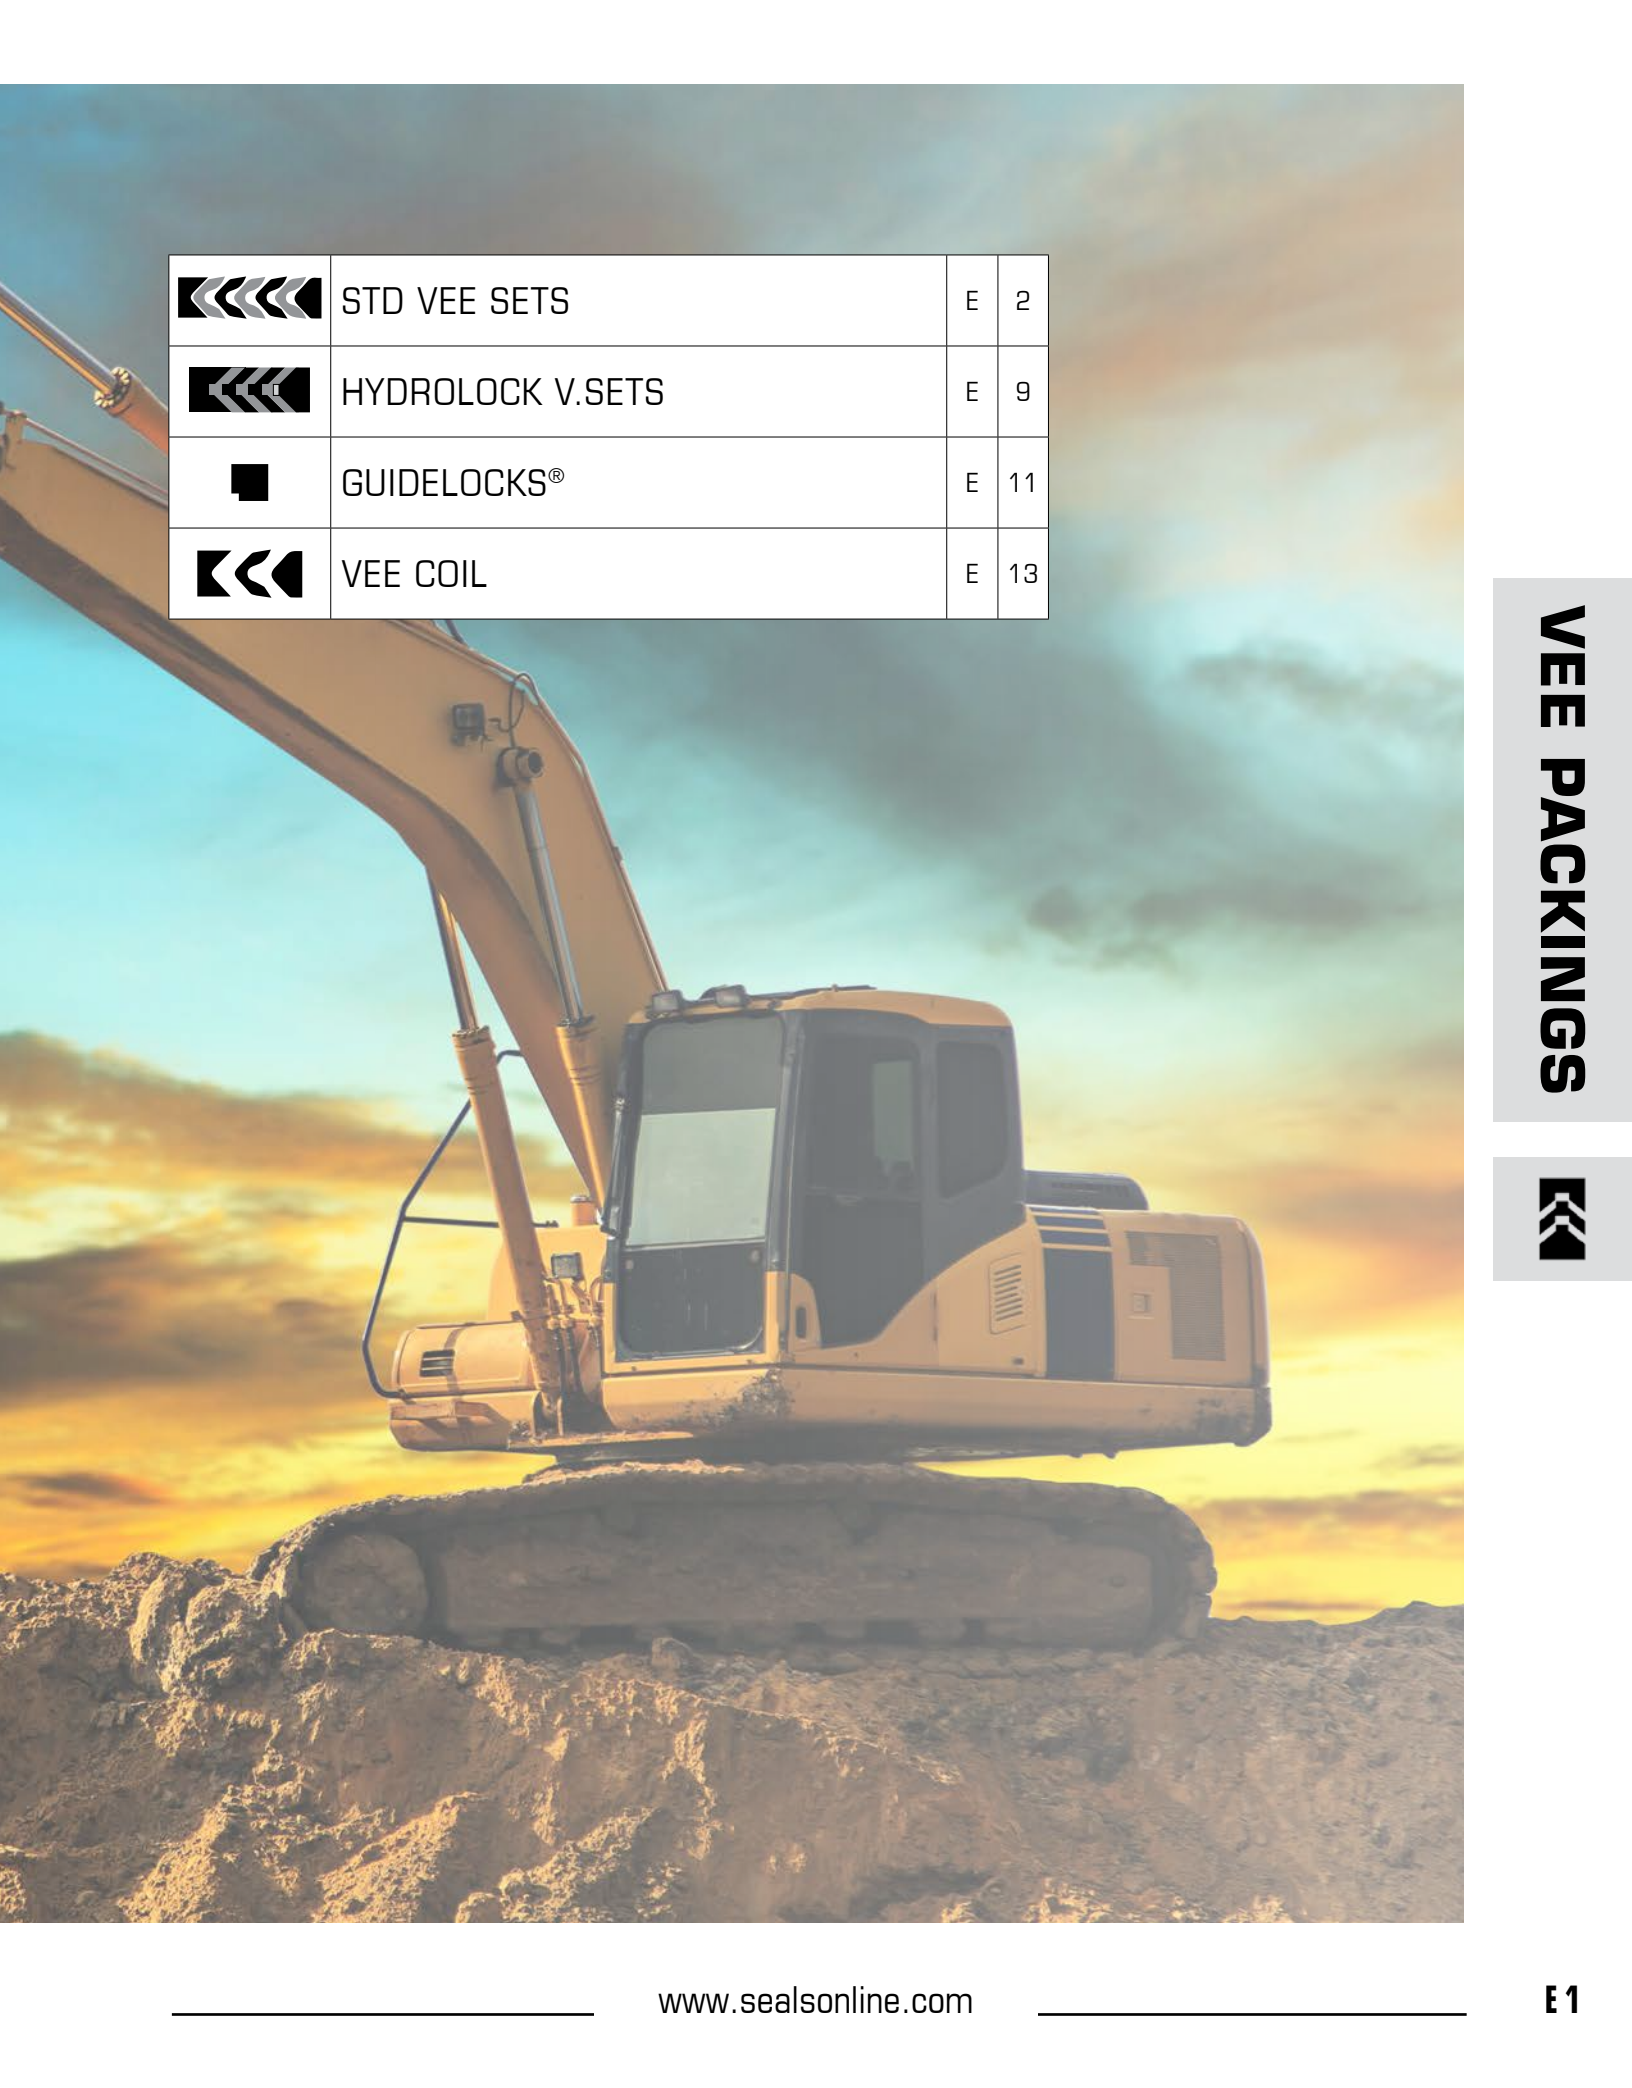 STD VEE SETS E 2
HYDROLOCK V.SETS E 9
GUIDELOCKS® E 11
VEE COIL E 13
VEE PACKINGS
www.sealsonline.com
E 1